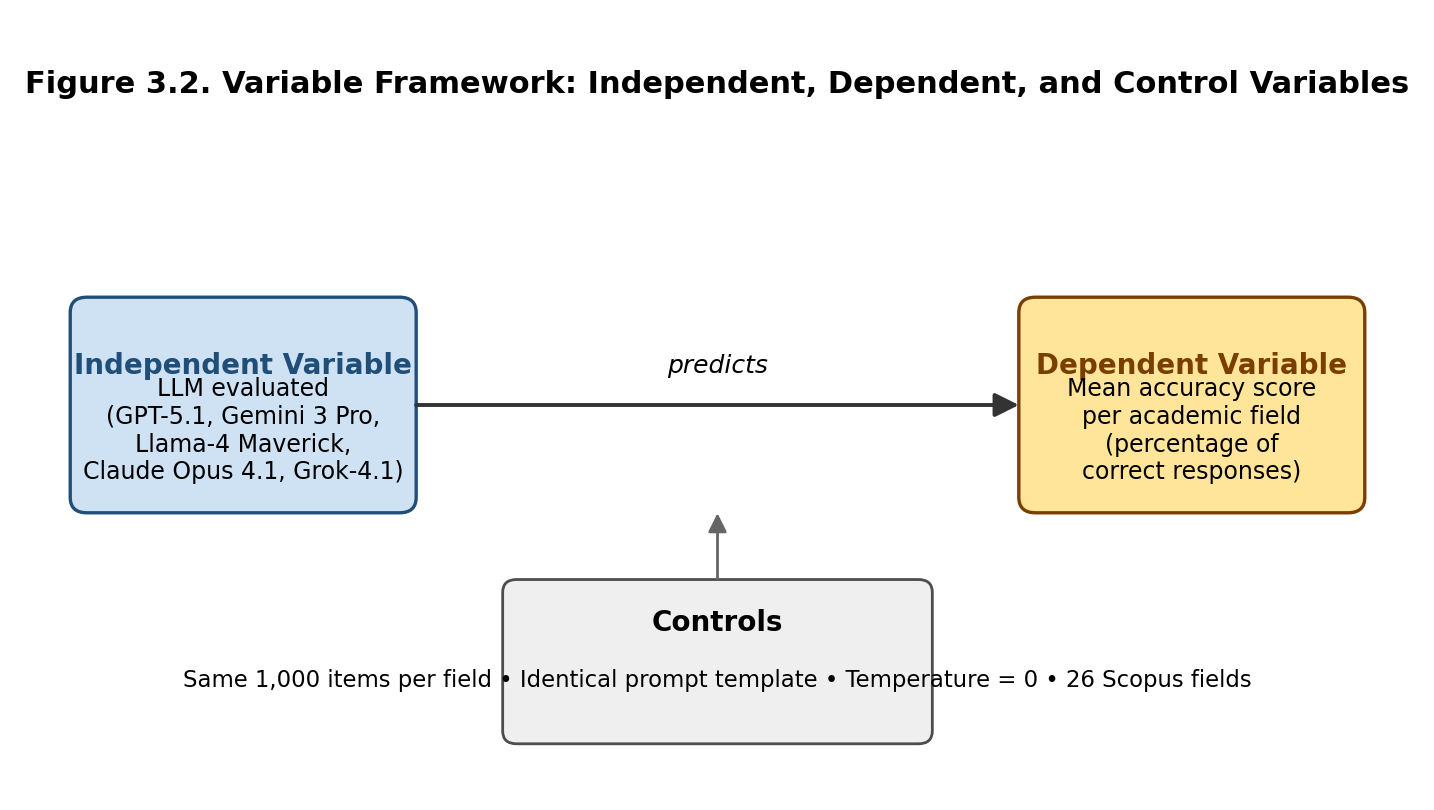 Figure 3.2. Variable Framework: Independent, Dependent, and Control Variables
Independent Variable
LLM evaluated
(GPT-5.1, Gemini 3 Pro,
Llama-4 Maverick,
Claude Opus 4.1, Grok-4.1)
predicts
Dependent Variable
Mean accuracy score
per academic field
(percentage of
correct responses)
Controls
Same 1,000 items per field • Identical prompt template • Temperature = 0 • 26 Scopus fields